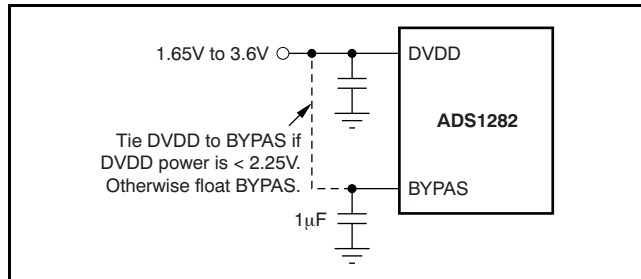 1.65V to 3.6V
DVDD
ADS1282
Tie DVDD to BYPAS if
DVDD power is < 2.25V.
Otherwise float BYPAS.
BYPAS
1μF